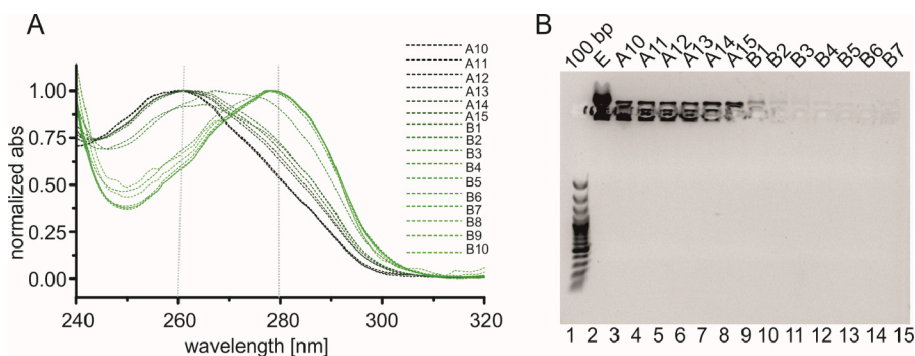 A
normalized abs
1.00
0.75
0.50
0.25
0.00
240
260
280
300
320
wavelength [nm]
A10
A11
A12
A13
A14
A15
B1
B2
B3
B4
B5
B6
B7
B8
B9
B10
B
100 bp
E
A10
A11
A12
A13
A14
A15
B1
B2
B3
B4
B5
B6
B7
1 2 3 4 5 6 7 8 9 10 11 12 13 14 15